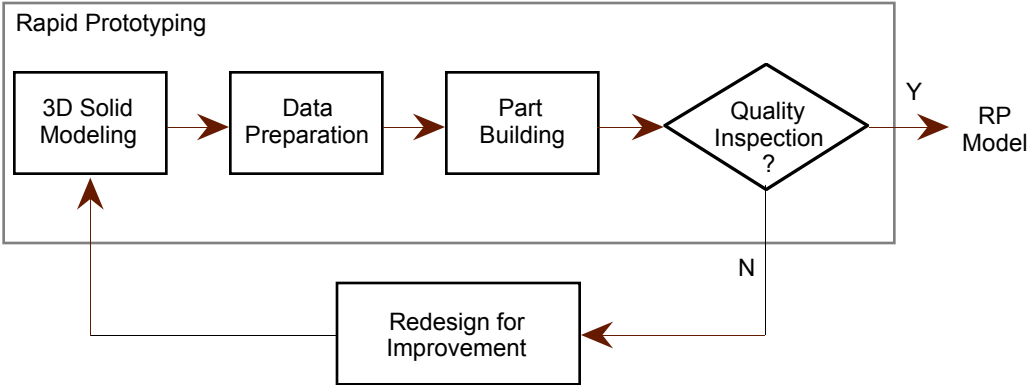 Rapid Prototyping
3D Solid
Modeling
Data
Preparation
Part
Building
Quality
Inspection
?
Y
RP
Model
N
Redesign for
Improvement